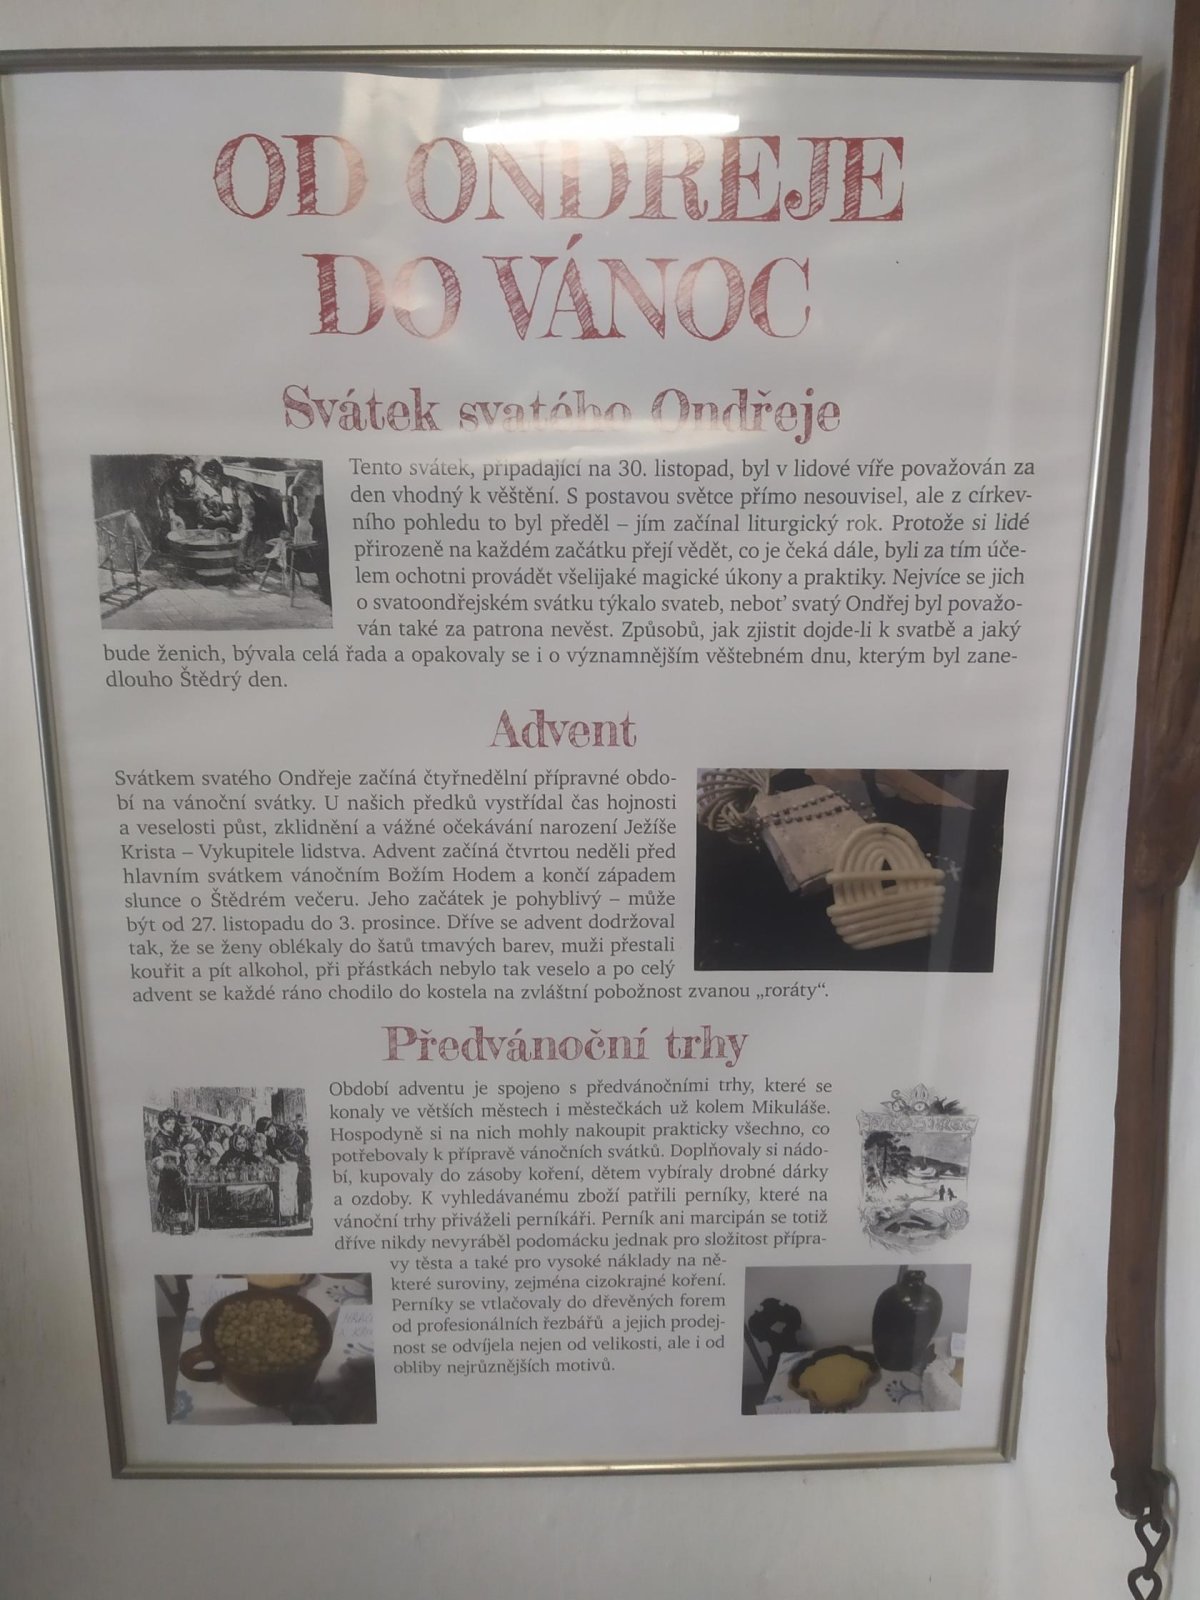 OD ONDŘEJE
DO VÁNOC
Svátek svatého Ondřeje
Tento svátek, připadající na 30. listopad, byl v lidové víře považován za
den vhodný k věštění. S postavou světce přímo nesouvisel, ale z církev-
ního pohledu to byl předěl – jím začínal liturgický rok. Protože si lidé
přirozeně na každém začátku přejí vědět, co je čeká dále, byli za tím úče-
lem ochotni provádět všelijaké magické úkony a praktiky. Nejvíce se jich
o svatoondřejském svátku týkalo svateb, neboť svatý Ondřej byl považo-
ván také za patrona nevěst. Způsobů, jak zjistit dojde-li k svatbě a jaký
bude ženich, bývala celá řada a opakovaly se i o významnějším věštebném dnu, kterým byl zane-
dlouho Štědrý den.
Advent
Svátkem svatého Ondřeje začíná čtyřnedělní přípravné obdo-
bí na vánoční svátky. U našich předků vystřídal čas hojnosti
a veselosti půst, zklidnění a vážné očekávání narození Ježíše
Krista – Vykupitele lidstva. Advent začíná čtvrtou neděli před
hlavním svátkem vánočním Božím Hodem a končí západem
slunce o Štědrém večeru. Jeho začátek je pohyblivý – může
být od 27. listopadu do 3. prosince. Dříve se advent dodržoval
tak, že se ženy oblékaly do šatů tmavých barev, muži přestali
kouřit a pít alkohol, při přástkách nebylo tak veselo a po celý
advent se každé ráno chodilo do kostela na zvláštní pobožnost zvanou „roráty“.
Předvánoční trhy
Období adventu je spojeno s předvánočními trhy, které se
konaly ve větších městech i městečkách už kolem Mikuláše.
Hospodyně si na nich mohly nakoupit prakticky všechno, co
potřebovaly k přípravě vánočních svátků. Doplňovaly si nádo-
bí, kupovaly do zásoby koření, dětem vybíraly drobné dárky
a ozdoby. K vyhledávanému zboží patřili perníky, které na
vánoční trhy přiváželi perníkáři. Perník ani marcipán se totiž
dříve nikdy nevyráběl podomácku jednak pro složitost přípra-
vy těsta a také pro vysoké náklady na ně-
které suroviny, zejména cizokrajné koření.
Perníky se vtlačovaly do dřevěných forem
od profesionálních řezbářů a jejich prodej-
nost se odvíjela nejen od velikosti, ale i od
obliby nejrůznějších motivů.